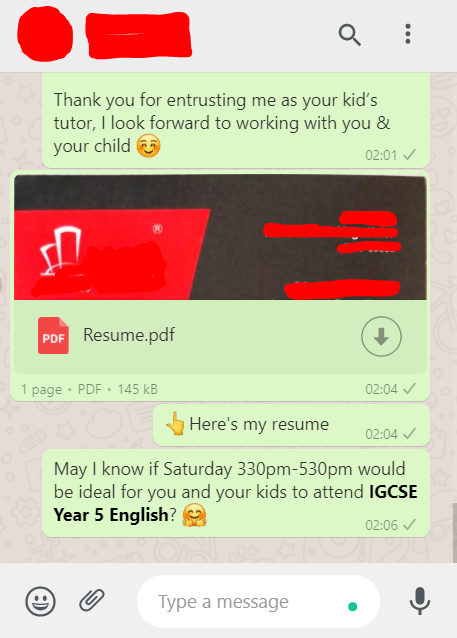 Thank you for entrusting me as your kid's
tutor, I look forward to working with you &
your child ☺️
02:01
®
PDF
Resume.pdf
1 page • PDF • 145 kB
02:04
👆Here's my resume
02:04
May I know if Saturday 330pm-530pm would
be ideal for you and your kids to attend IGCSE
Year 5 English? 🤗
02:06
Type a message